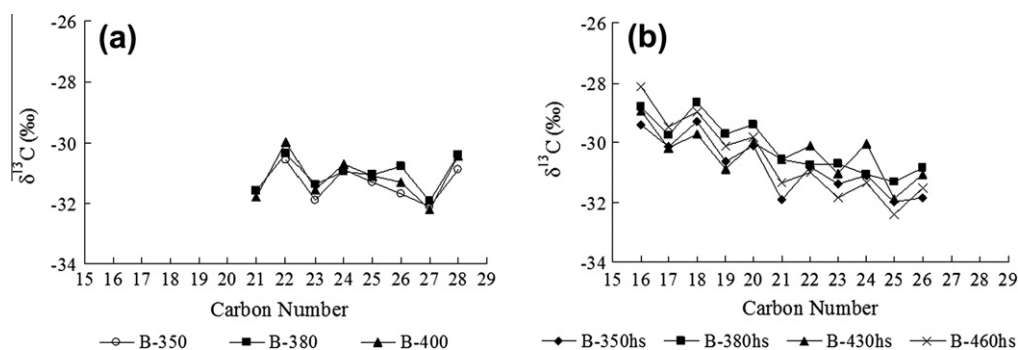 (a)
-26
-28
-30
-32
-34
δ13C (‰)
15 16 17 18 19 20 21 22 23 24 25 26 27 28 29
Carbon Number
B-350 B-380 B-400
(b)
-26
-28
-30
-32
-34
δ13C (‰)
15 16 17 18 19 20 21 22 23 24 25 26 27 28 29
Carbon Number
B-350hs B-380hs B-430hs B-460hs